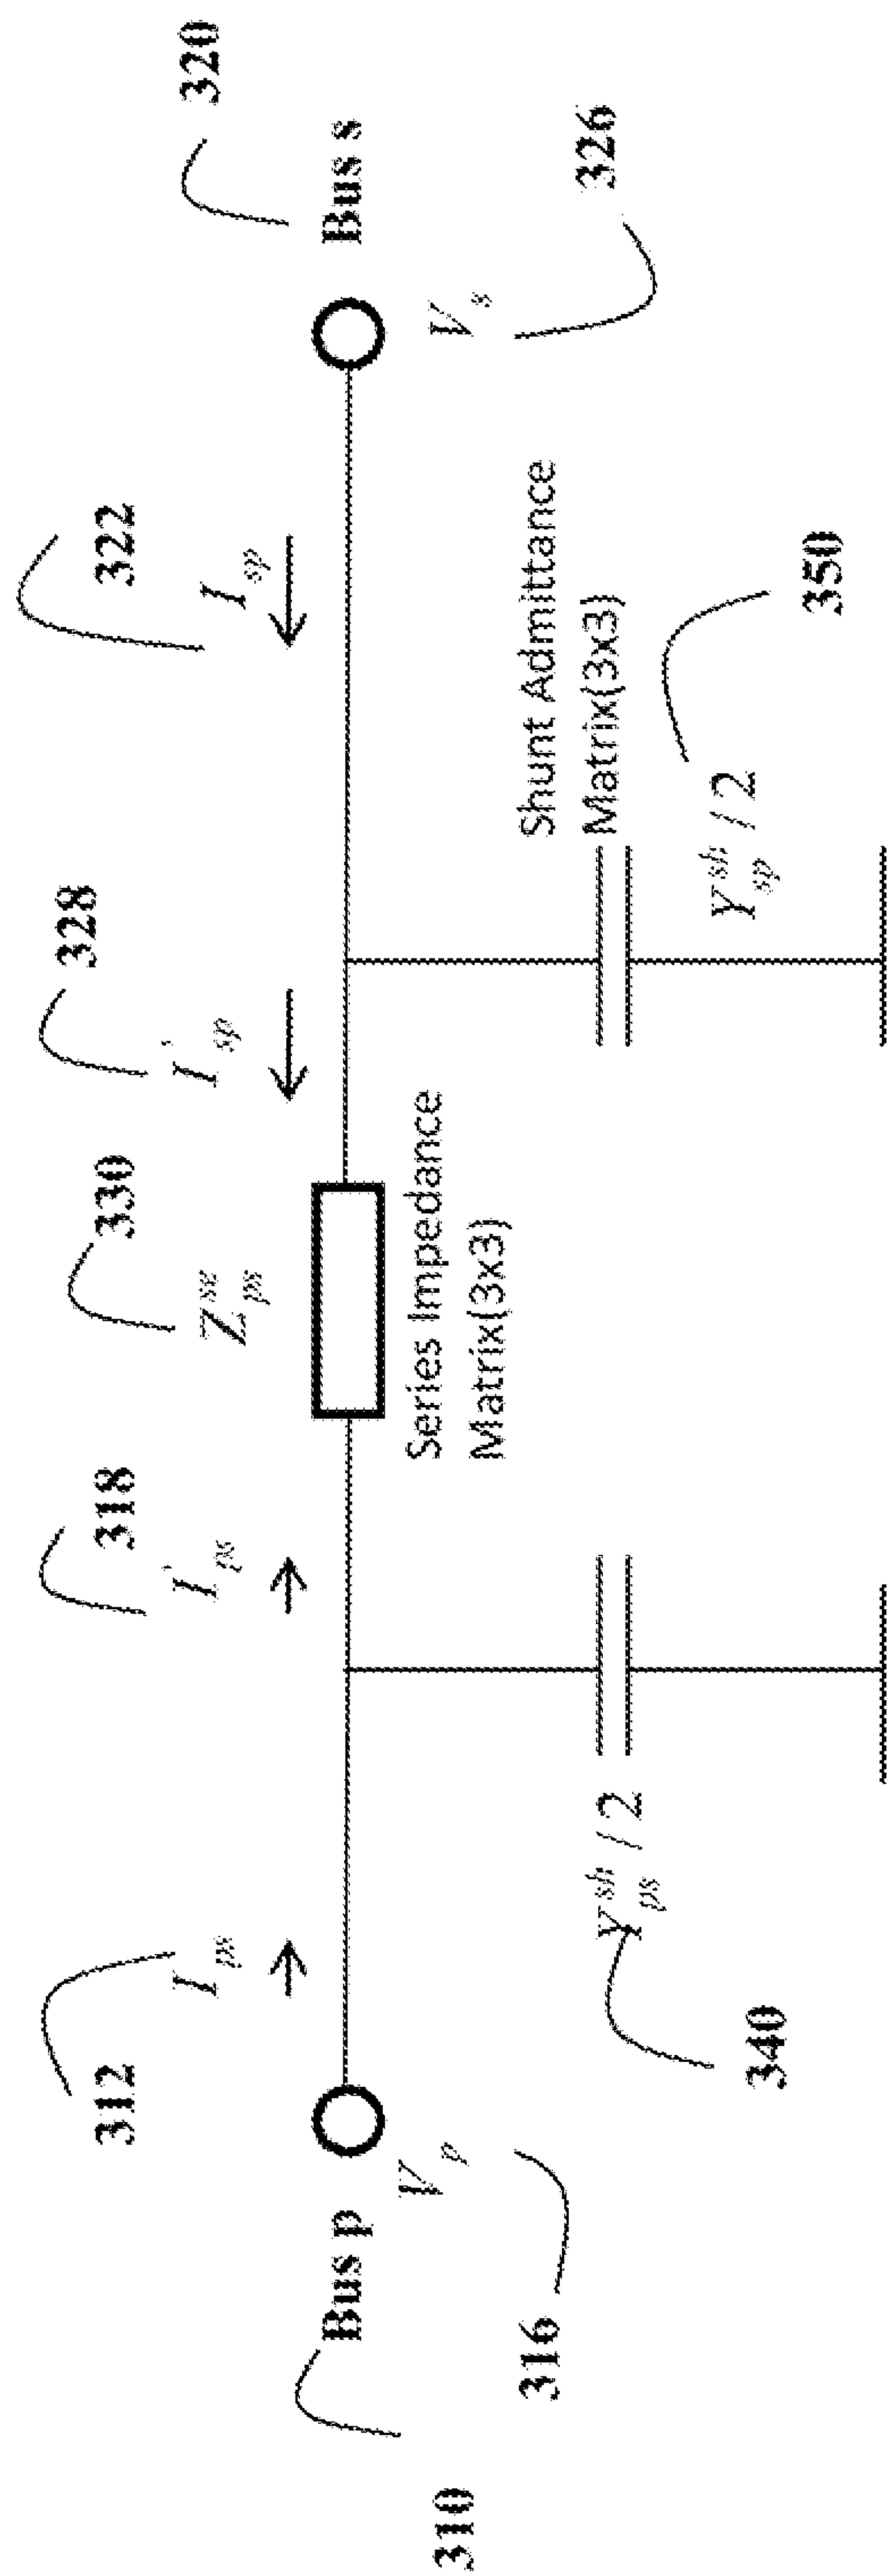 310
Bus p
316
V_p
312
I_ps
340
Y_ps^sh / 2
318
I'_ps
330
Z_ps^se
Series Impedance
Matrix(3x3)
328
I'_sp
322
I_sp
Shunt Admittance
Matrix(3x3)
Y_sp^sh / 2
350
320
Bus s
V_s
326